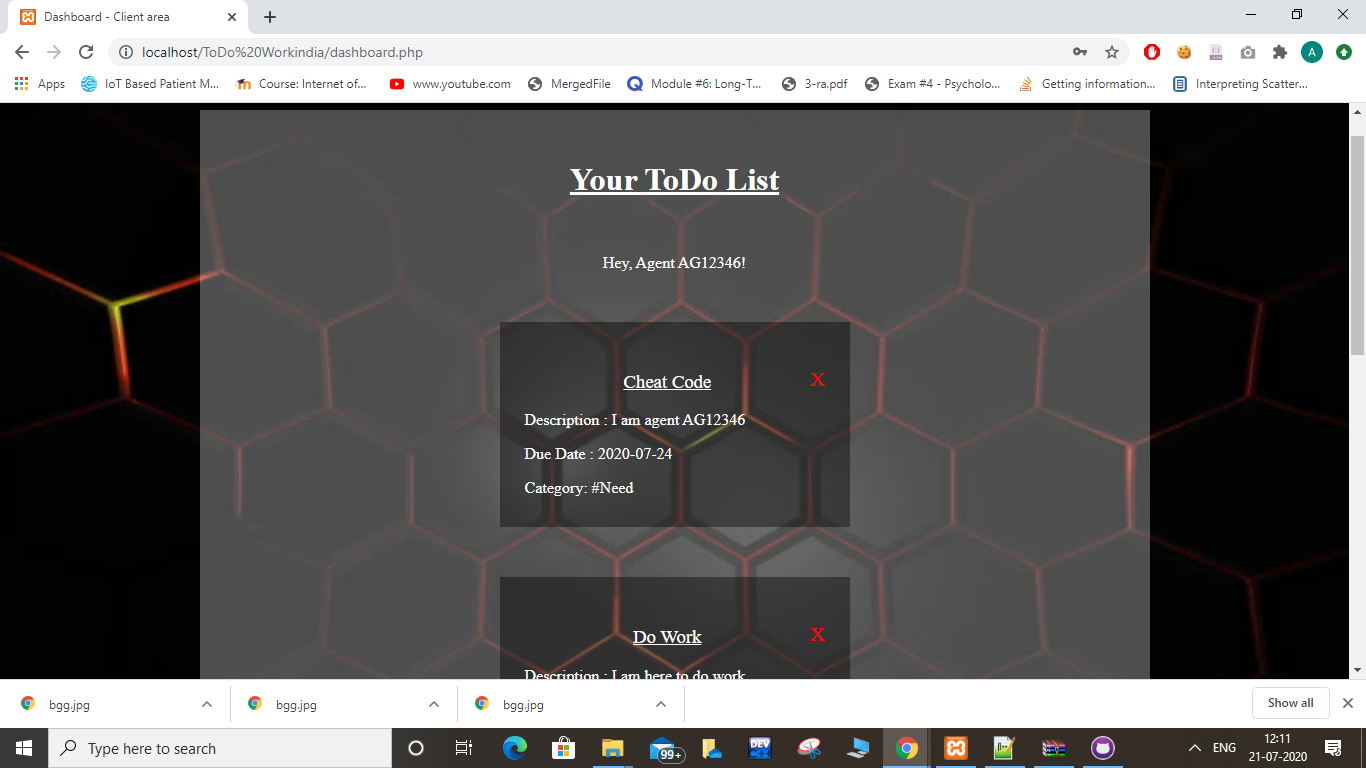 Dashboard - Client area
localhost/ToDo%20Workindia/dashboard.php
A
Apps
IoT Based Patient M...
Course: Internet of...
www.youtube.com
MergedFile
Module #6: Long-T...
3-ra.pdf
Exam #4 - Psycholo...
Getting information...
Interpreting Scatter...
Your ToDo List
Hey, Agent AG12346!
Cheat Code
X
Description : I am agent AG12346
Due Date : 2020-07-24
Category: #Need
Do Work
X
Description : I am here to do work
bgg.jpg
bgg.jpg
bgg.jpg
Show all
Type here to search
99+
DEV
ENG
12:11
21-07-2020